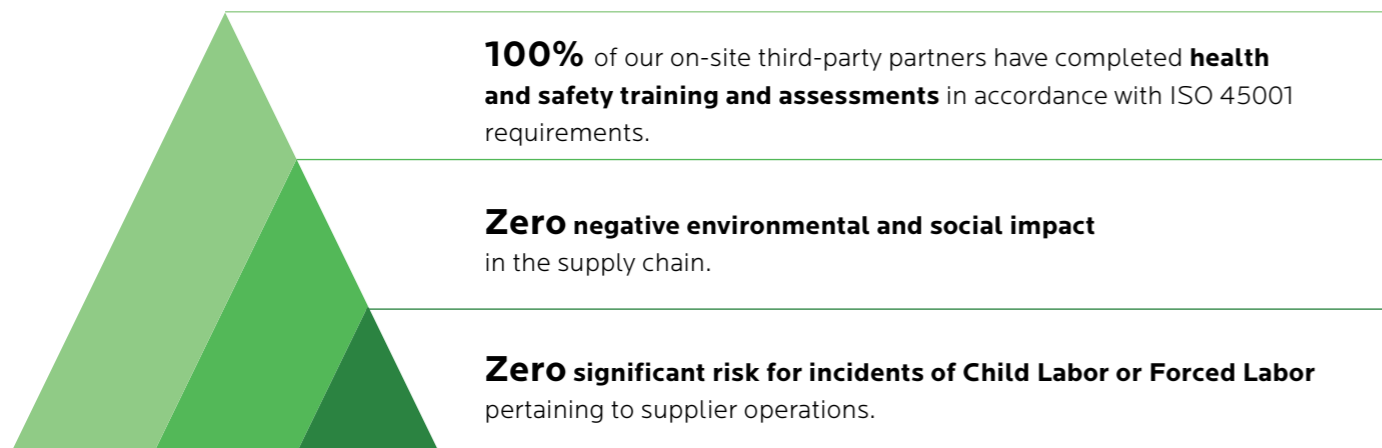 100% of our on-site third-party partners have completed health
and safety training and assessments in accordance with ISO 45001
requirements.
Zero negative environmental and social impact
in the supply chain.
Zero significant risk for incidents of Child Labor or Forced Labor
pertaining to supplier operations.